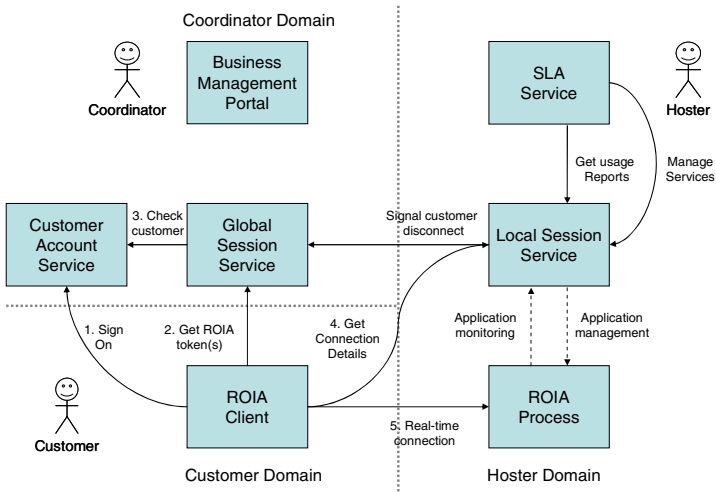 Coordinator Domain
Coordinator
Business
Management
Portal
SLA
Service
Hoster
Get usage
Reports
Manage
Services
Customer
Account
Service
3. Check
customer
Global
Session
Service
Signal customer
disconnect
Local Session
Service
1. Sign
On
2. Get ROIA
token(s)
4. Get
Connection
Details
Application
monitoring
Application
management
Customer
ROIA
Client
5. Real-time
connection
ROIA
Process
Customer Domain
Hoster Domain